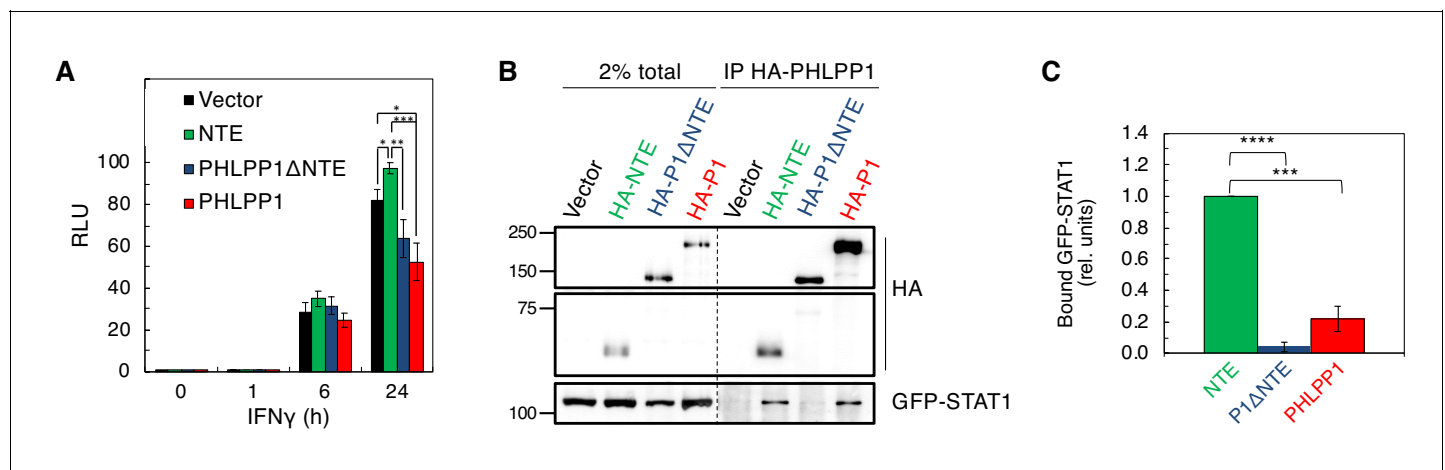 A
Vector
NTE
PHLPP1ΔNTE
PHLPP1
*
***
* **
100
80
60
40
20
0
RLU
0 1 6 24
IFNγ (h)
B
2% total IP HA-PHLPP1
Vector HA-NTE HA-P1ΔNTE HA-P1 Vector HA-NTE HA-P1ΔNTE HA-P1
250
150
75
100
HA
GFP-STAT1
C
Bound GFP-STAT1
(rel. units)
1.4
1.2
1.0
0.8
0.6
0.4
0.2
0.0
****
***
NTE P1ΔNTE PHLPP1